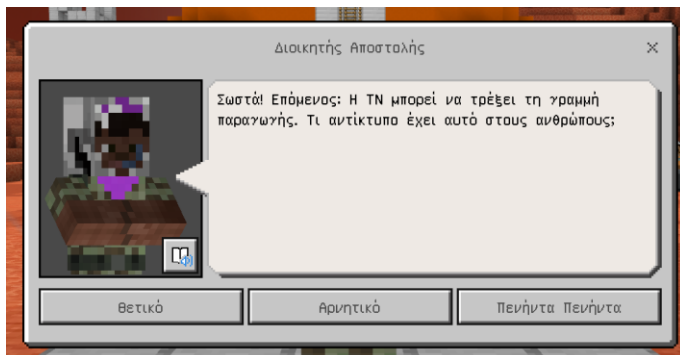 Διοικητής Αποστολής
Σωστά! Επόμενος: Η ΤΝ μπορεί να τρέξει τη γραμμή
παραγωγής. Τι αντίκτυπο έχει αυτό στους ανθρώπους;
Θετικό
Αρνητικό
Πενήντα Πενήντα